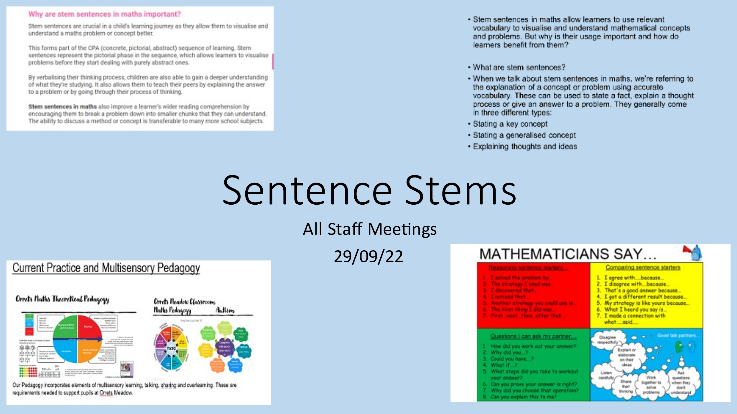 Why are stem sentences in maths important?
Stem sentences are crucial in a child's learning journey as they allow them to visualise and
understand a maths problem or concept better.
This forms part of the CPA (concrete, pictorial, abstract) sequence of learning. Stem
sentences represent the pictorial phase in the sequence, which allows learners to visualise
problems before they start dealing with purely abstract ones.
By verbalising their thinking process, children are also able to gain a deeper understanding
of what they're studying. It also allows them to teach their peers by explaining the answer
to a problem or by going through their process of thinking.
Stem sentences in maths also improve a learner's wider reading comprehension by
encouraging them to break a problem down into smaller chunks that they can understand.
The ability to discuss a method or concept is transferable to many more school subjects.
• Stem sentences in maths allow learners to use relevant
vocabulary to visualise and understand mathematical concepts
and problems. But why is their usage important and how do
learners benefit from them?
• What are stem sentences?
• When we talk about stem sentences in maths, we're referring to
the explanation of a concept or problem using accurate
vocabulary. These can be used to state a fact, explain a thought
process or give an answer to a problem. They generally come
in three different types:
• Stating a key concept
• Stating a generalised concept
• Explaining thoughts and ideas
Sentence Stems
All Staff Meetings
29/09/22
Current Practice and Multisensory Pedagogy
Orrets Maths Theoretical Pedagogy
Orrets Meadow Classroom
Maths Pedagogy
Autism
Our Pedagogy incorporates elements of multisensory learning, talking, sharing and overlearning. These are
requirements needed to support pupils at Orrets Meadow.
MATHEMATICIANS SAY...
Reasoning sentence starters...
1. I solved the problem by...
2. The strategy I used was...
3. I discovered that...
4. I noticed that...
5. Another strategy you could use is...
6. The first thing I did was...
7. First, next, then, after that...
Comparing sentence starters
1. I agree with....because...
2. I disagree with...because...
3. That's a good answer because...
4. I got a different result because...
5. My strategy is like yours because...
6. What I heard you say is...
7. I made a connection with
what....said....
Questions I can ask my partner...
1. How did you work out your answer?
2. Why did you...?
3. Could you have...?
4. What if...?
5. What steps did you take to workout
your answer?
6. Can you prove your answer is right?
7. Why did you choose that operation?
8. Can you explain this to me?
Good talk partners...
Disagree
respectfully
Explain or
elaborate
on their
ideas
Listen
carefully
Share
their
thinking
Work
together to
solve
problems
Ask
questions
when they
don't
understand